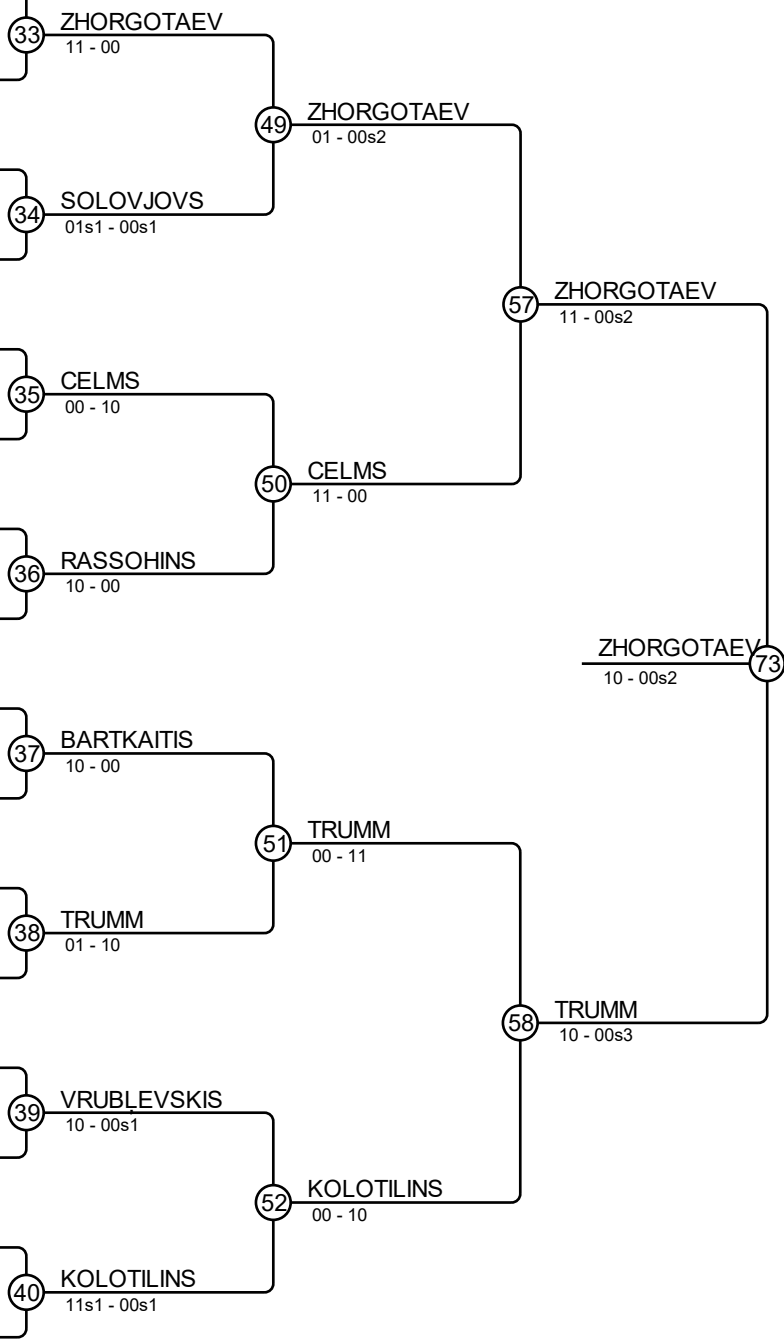 33 ZHORGOTAEV
11 - 00
49 ZHORGOTAEV
01 - 00s2
34 SOLOVJOVS
01s1 - 00s1
57 ZHORGOTAEV
11 - 00s2
35 CELMS
00 - 10
50 CELMS
11 - 00
36 RASSOHINS
10 - 00
ZHORGOTAEV 73
10 - 00s2
37 BARTKAITIS
10 - 00
51 TRUMM
00 - 11
38 TRUMM
01 - 10
58 TRUMM
10 - 00s3
39 VRUBĻEVSKIS
10 - 00s1
52 KOLOTILINS
00 - 10
40 KOLOTILINS
11s1 - 00s1